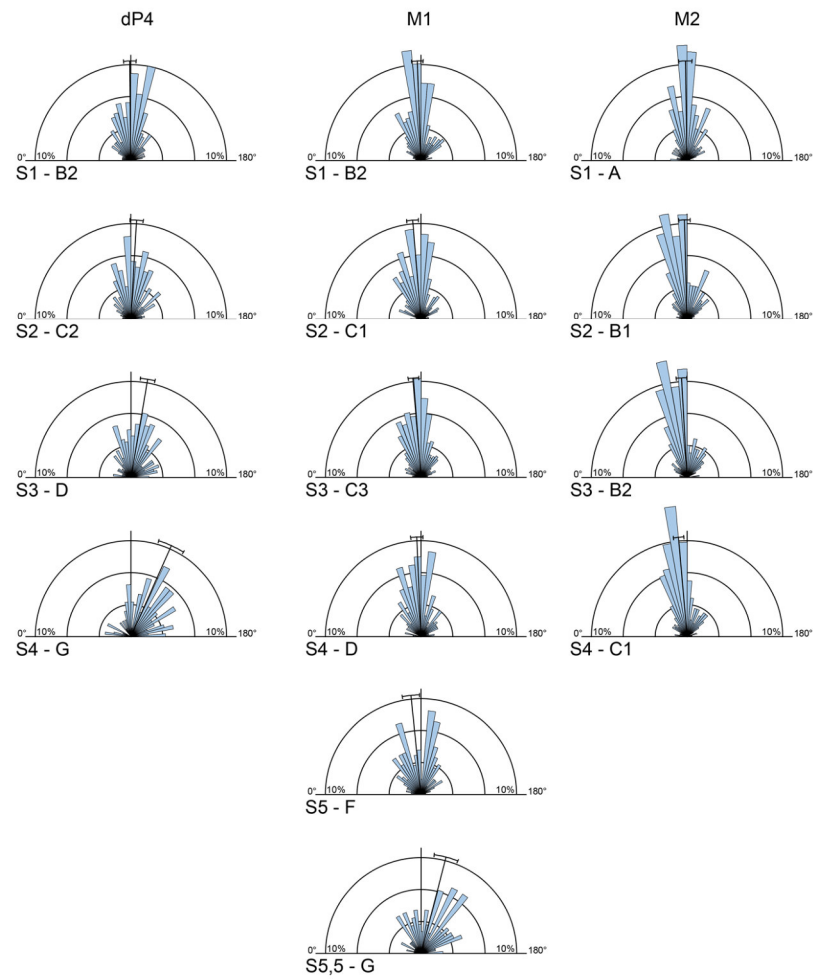 dP4 M1 M2
0° 10% 10% 180° 0° 10% 10% 180° 0° 10% 10% 180°
S1 - B2 S1 - B2 S1 - A
0° 10% 10% 180° 0° 10% 10% 180° 0° 10% 10% 180°
S2 - C2 S2 - C1 S2 - B1
0° 10% 10% 180° 0° 10% 10% 180° 0° 10% 10% 180°
S3 - D S3 - C3 S3 - B2
0° 10% 10% 180° 0° 10% 10% 180° 0° 10% 10% 180°
S4 - G S4 - D S4 - C1
0° 10% 10% 180°
S5 - F
0° 10% 10% 180°
S5,5 - G